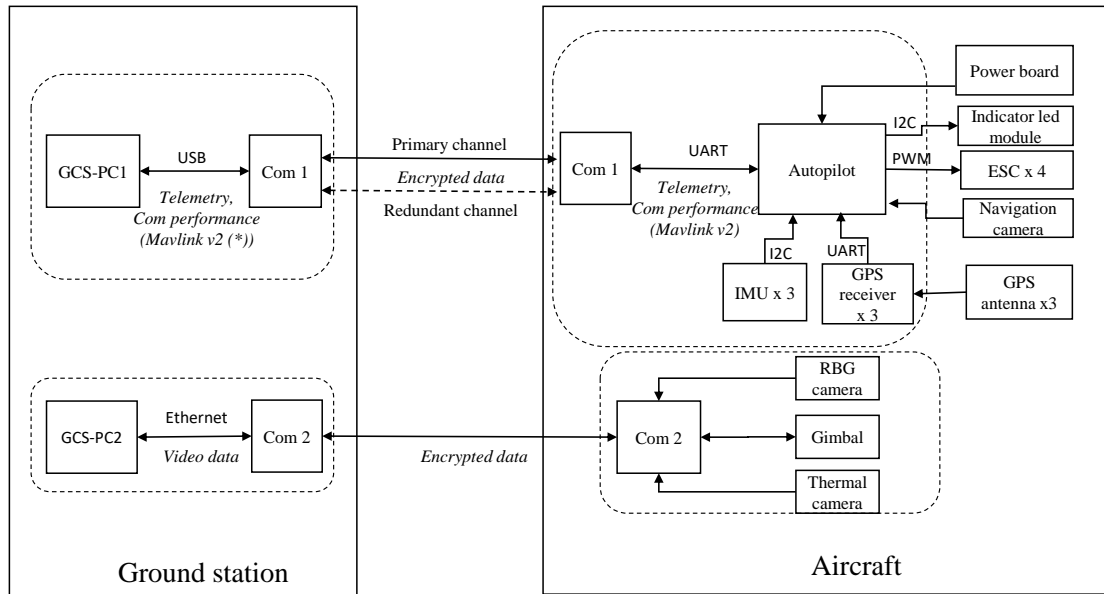 GCS-PC1
USB
Com 1
Telemetry,
Com performance
(Mavlink v2 (*))
Primary channel
Encrypted data
Redundant channel
Com 1
UART
Telemetry,
Com performance
(Mavlink v2)
Autopilot
Power board
I2C
Indicator led
module
PWM
ESC x 4
Navigation
camera
I2C
IMU x 3
UART
GPS
receiver
x 3
GPS
antenna x3
GCS-PC2
Ethernet
Video data
Com 2
Encrypted data
Com 2
RBG
camera
Gimbal
Thermal
camera
Ground station
Aircraft